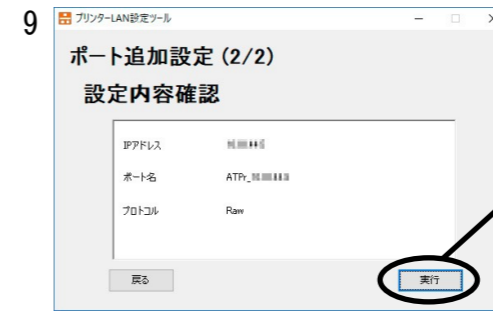 9
プリンターLAN設定ツール
ポート追加設定 (2/2)
設定内容確認
IPアドレス
ポート名 ATPr_
プロトコル Raw
戻る 実行